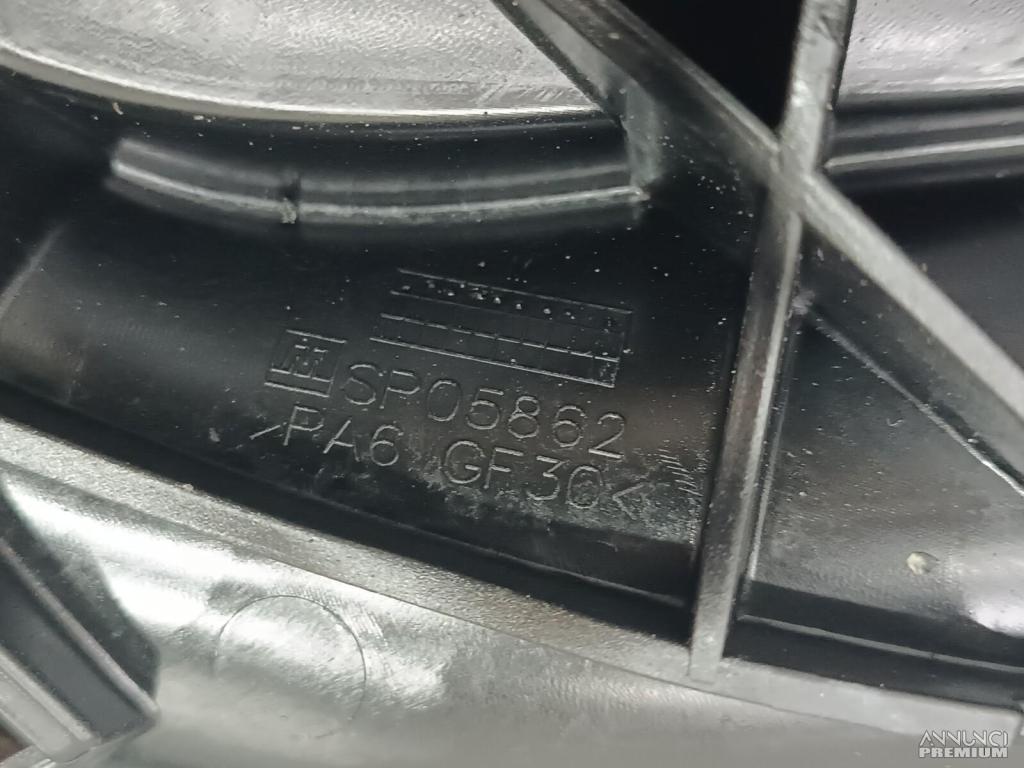 SP05862
>PA6 GF30<
ANNUNCI
PREMIUM